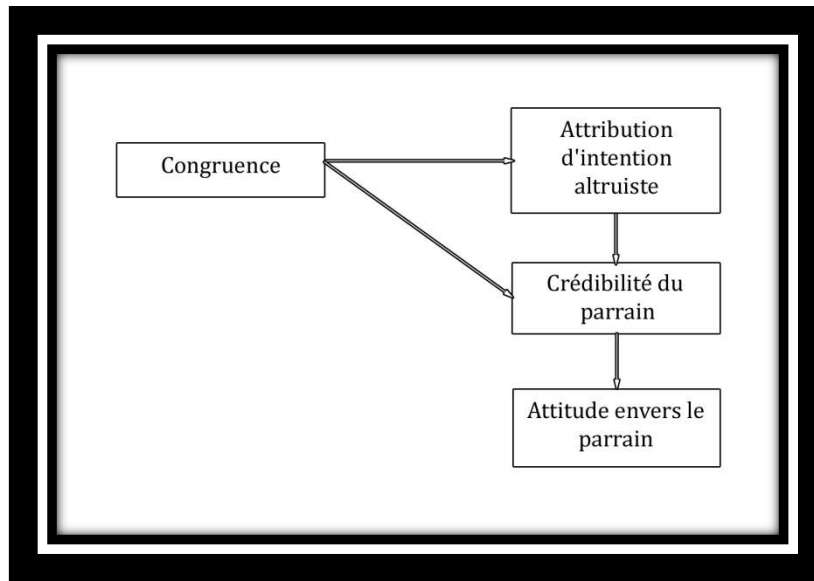 Congruence
Attribution
d'intention
altruiste
Crédibilité du
parrain
Attitude envers le
parrain